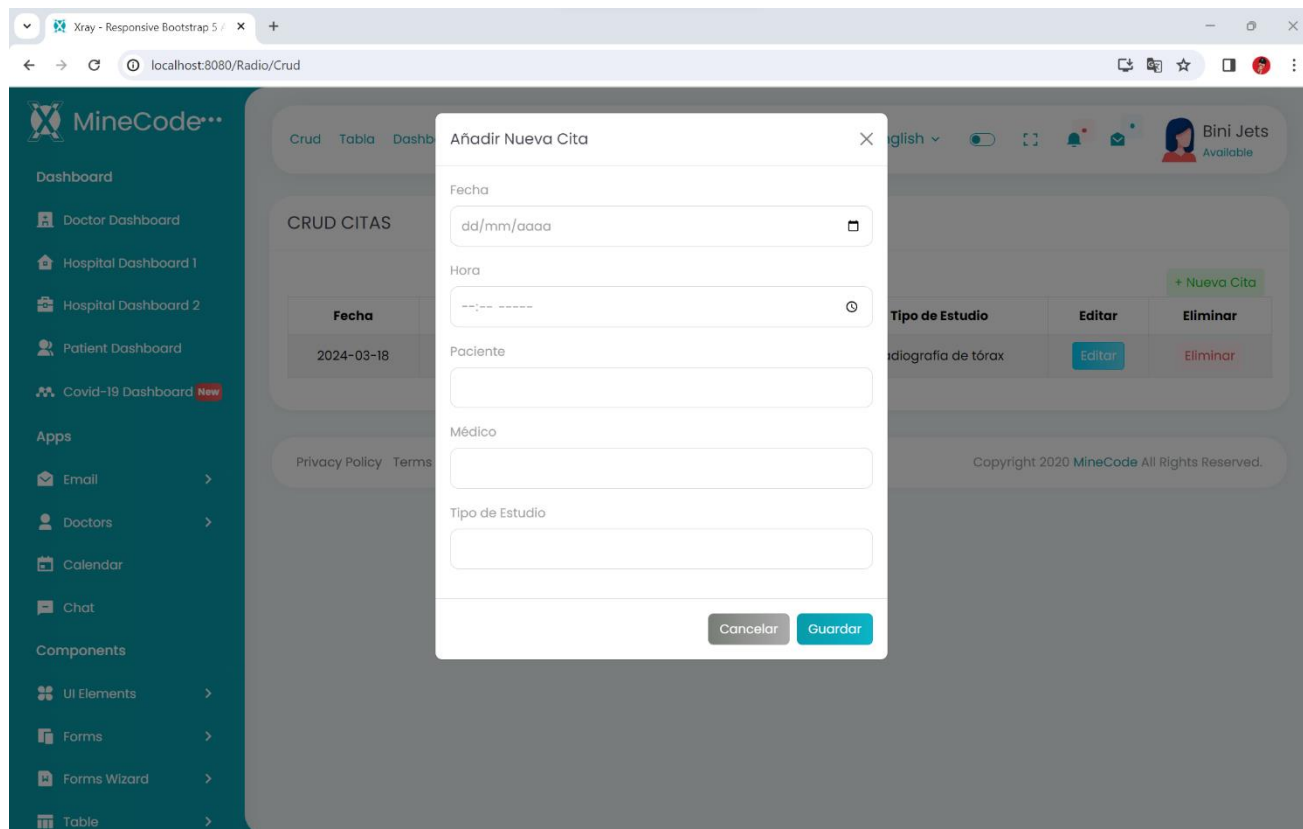 Xray - Responsive Bootstrap 5 /
localhost:8080/Radio/Crud
MineCode
Dashboard
Doctor Dashboard
Hospital Dashboard 1
Hospital Dashboard 2
Patient Dashboard
Covid-19 Dashboard New
Apps
Email
Doctors
Calendar
Chat
Components
UI Elements
Forms
Forms Wizard
Table
Crud Tabla
Bini Jets
Available
CRUD CITAS
+ Nueva Cita
Fecha Tipo de Estudio Editar Eliminar
2024-03-18 de tórax Editar Eliminar
Privacy Policy Terms
Copyright 2020 MineCode All Rights Reserved.
Añadir Nueva Cita
Fecha
dd/mm/aaaa
Hora
--:-- -----
Paciente
Médico
Tipo de Estudio
Cancelar Guardar